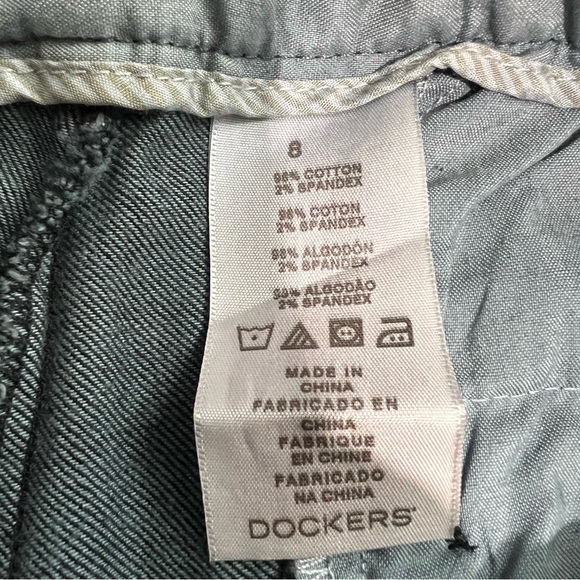 8
98% COTTON
2% SPANDEX
98% COTON
2% SPANDEX
98% ALGODÓN
2% SPANDEX
98% ALGODÃO
2% SPANDEX
MADE IN
CHINA
FABRICADO EN
CHINA
FABRIQUE
EN CHINE
FABRICADO
NA CHINA
DOCKERS®